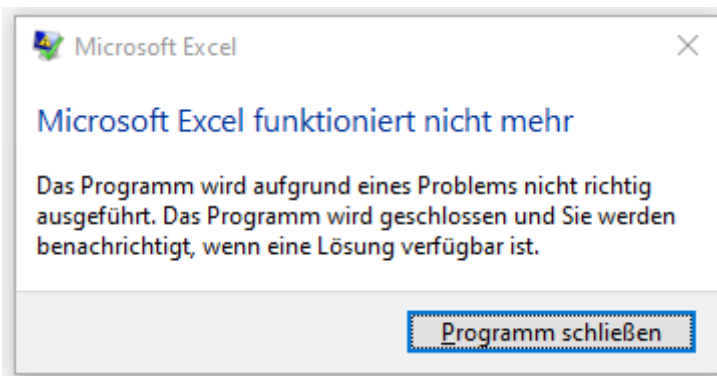 Microsoft Excel
Microsoft Excel funktioniert nicht mehr
Das Programm wird aufgrund eines Problems nicht richtig
ausgeführt. Das Programm wird geschlossen und Sie werden
benachrichtigt, wenn eine Lösung verfügbar ist.
Programm schließen